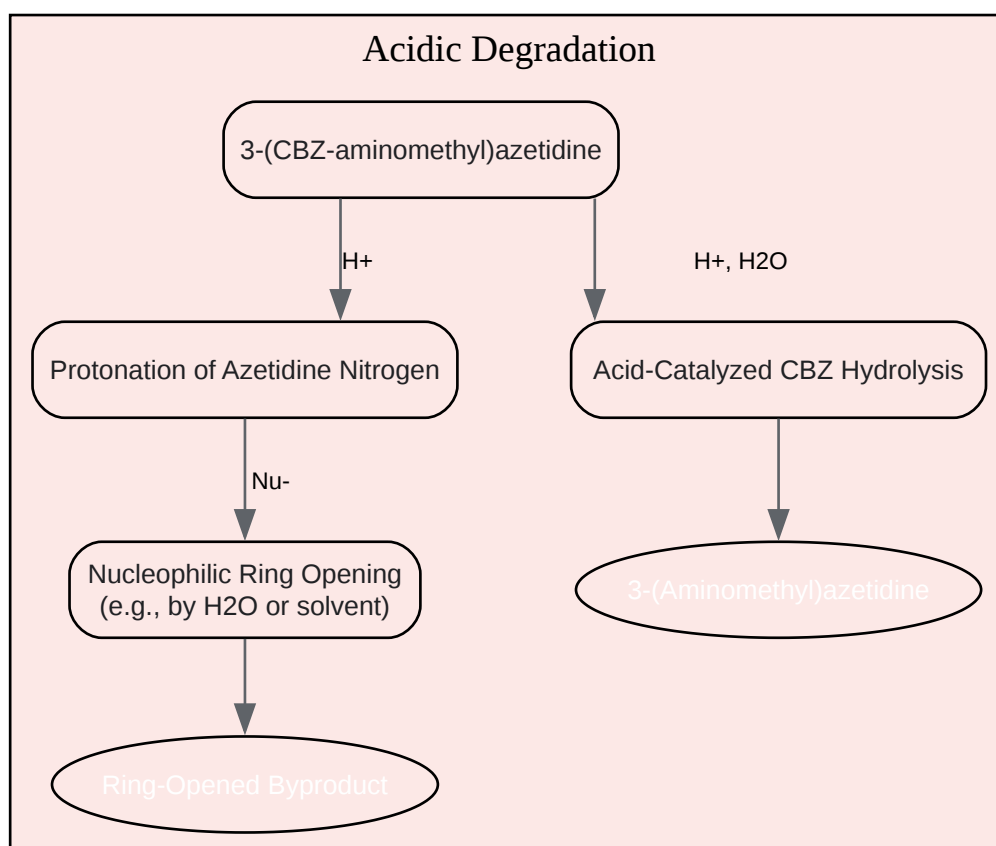 Acidic Degradation
3-(CBZ-aminomethyl)azetidine
H+
H+, H2O
Protonation of Azetidine Nitrogen
Acid-Catalyzed CBZ Hydrolysis
Nu-
Nucleophilic Ring Opening
(e.g., by H2O or solvent)
3-(Aminomethyl)azetidine
Ring-Opened Byproduct